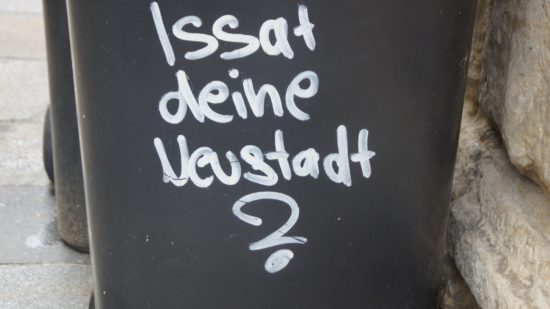 Issat
deine
Neustadt
?